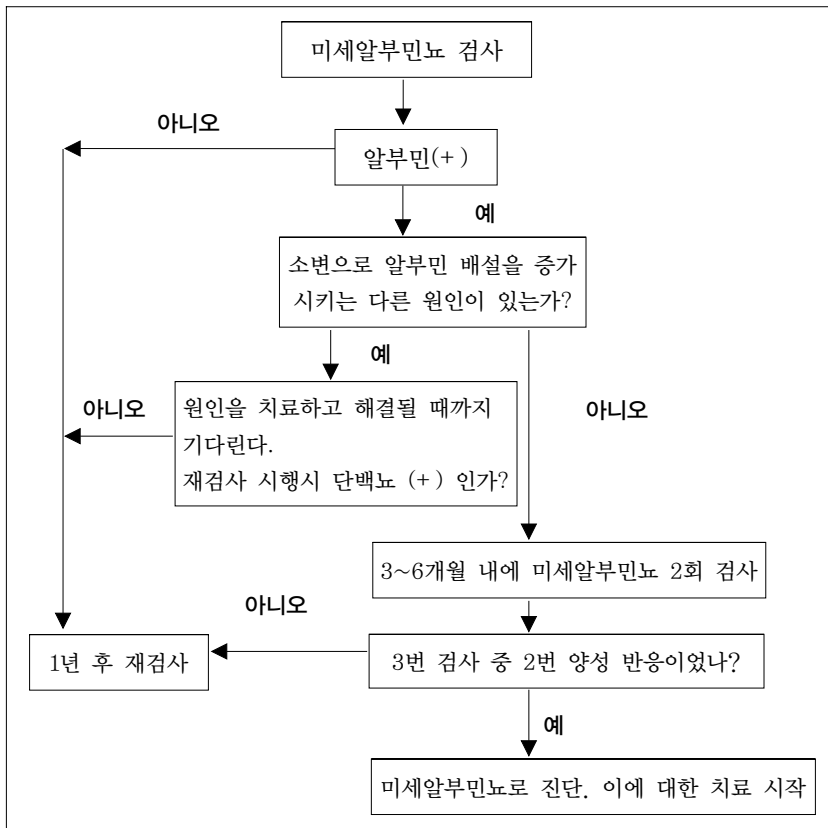 미세알부민뇨 검사
아니오
알부민(+)
예
소변으로 알부민 배설을 증가
시키는 다른 원인이 있는가?
예
아니오
원인을 치료하고 해결될 때까지
기다린다.
재검사 시행시 단백뇨 (+) 인가?
아니오
3~6개월 내에 미세알부민뇨 2회 검사
아니오
1년 후 재검사
3번 검사 중 2번 양성 반응이었나?
예
미세알부민뇨로 진단. 이에 대한 치료 시작